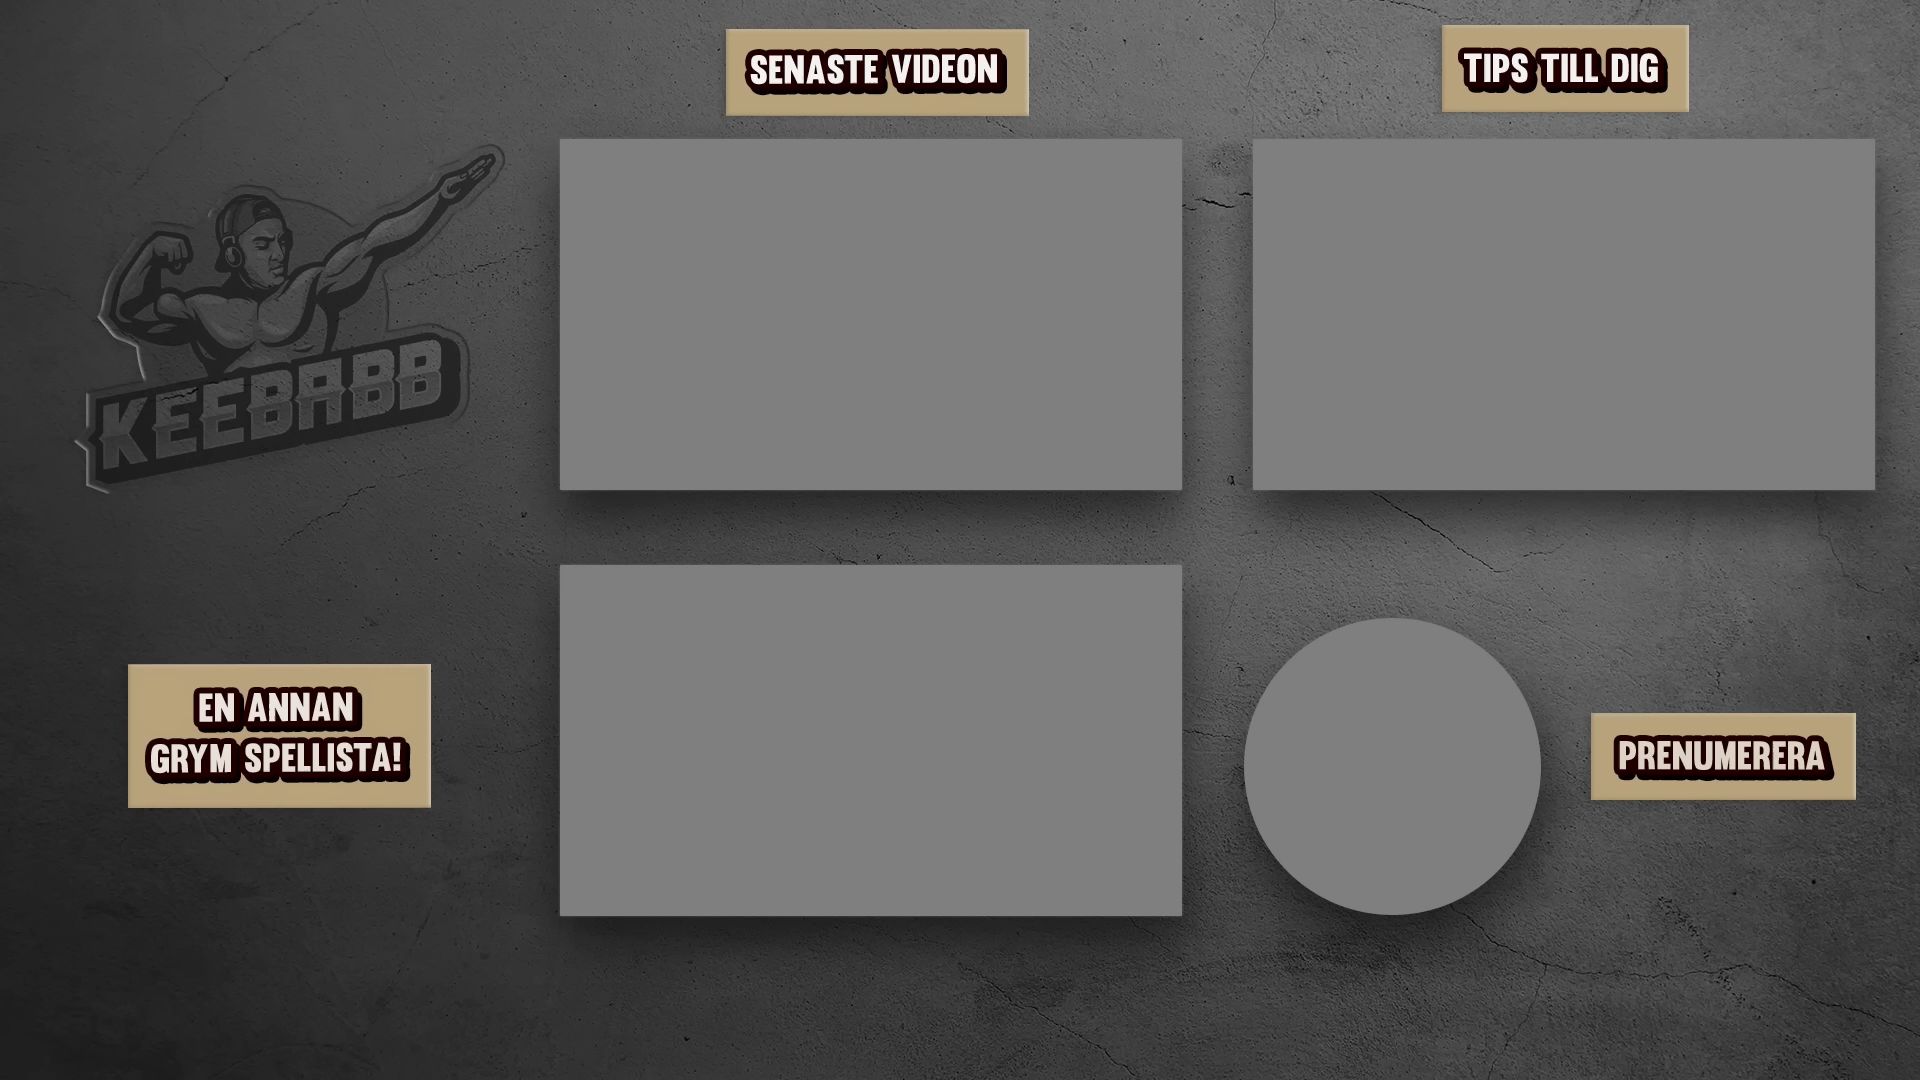 SENASTE VIDEON
TIPS TILL DIG
KEEBABB
EN ANNAN
GRYM SPELLISTA!
PRENUMERERA